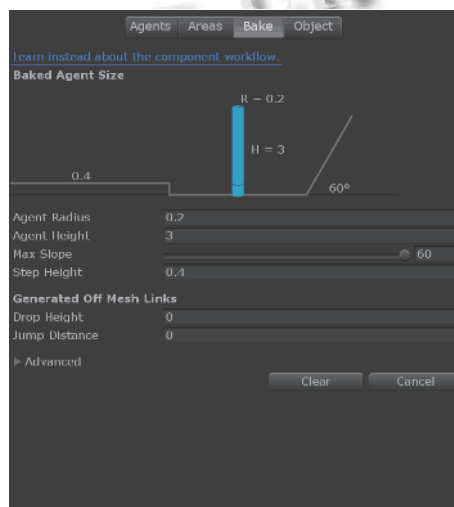 Agents Areas Bake Object
Learn instead about the component workflow.
Baked Agent Size
R = 0.2
H = 3
0.4
60°
Agent Radius 0.2
Agent Height 3
Max Slope 60
Step Height 0.4
Generated Off Mesh Links
Drop Height 0
Jump Distance 0
Advanced
Clear Cancel